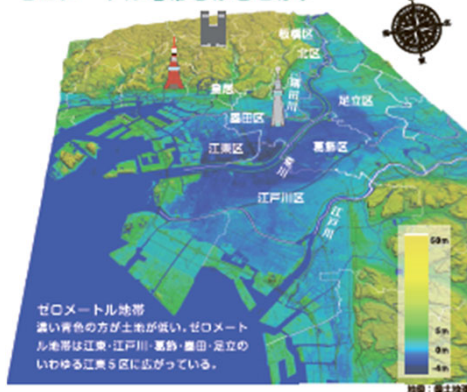 板橋区
北区
皇居
隅田川
足立区
墨田区
江東区
荒川
葛飾区
江戸川区
江戸川
50m
5m
0m
-4m
ゼロメートル地帯
濃い青色の方が土地が低い。ゼロメート
ル地帯は江東・江戸川・葛飾・墨田・足立の
いわゆる江東5区に広がっている。